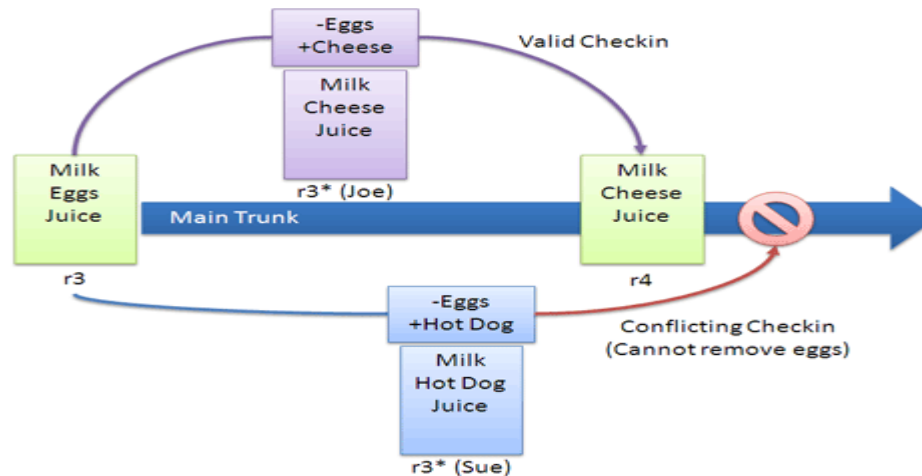 -Eggs
+Cheese
Valid Checkin
Milk
Cheese
Juice
r3* (Joe)
Milk
Eggs
Juice
r3
Main Trunk
Milk
Cheese
Juice
r4
-Eggs
+Hot Dog
Conflicting Checkin
(Cannot remove eggs)
Milk
Hot Dog
Juice
r3* (Sue)